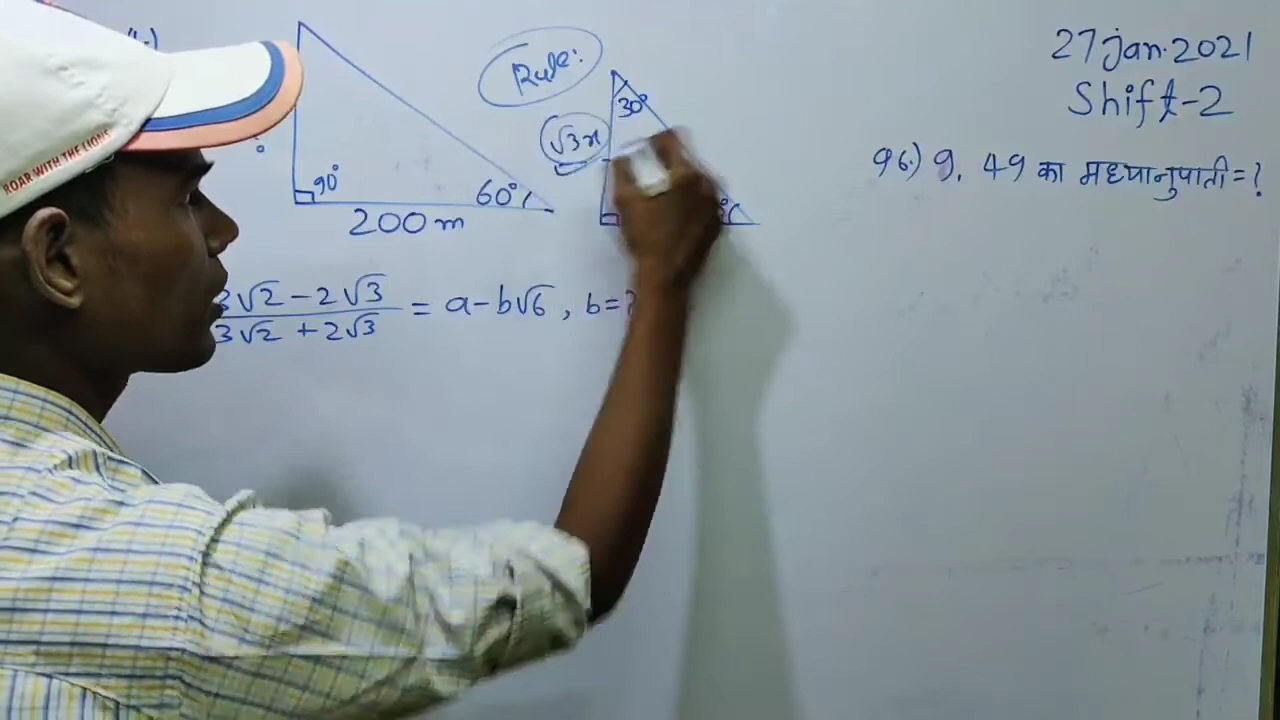 27 jan. 2021
Shift-2
Rule:
30°
√3x
90°
60°
200 m
96.) 9, 49 का मध्यानुपाती = ?
3√2 - 2√3
3√2 + 2√3
= a - b√6, b = ?
ROAR WITH THE LIONS